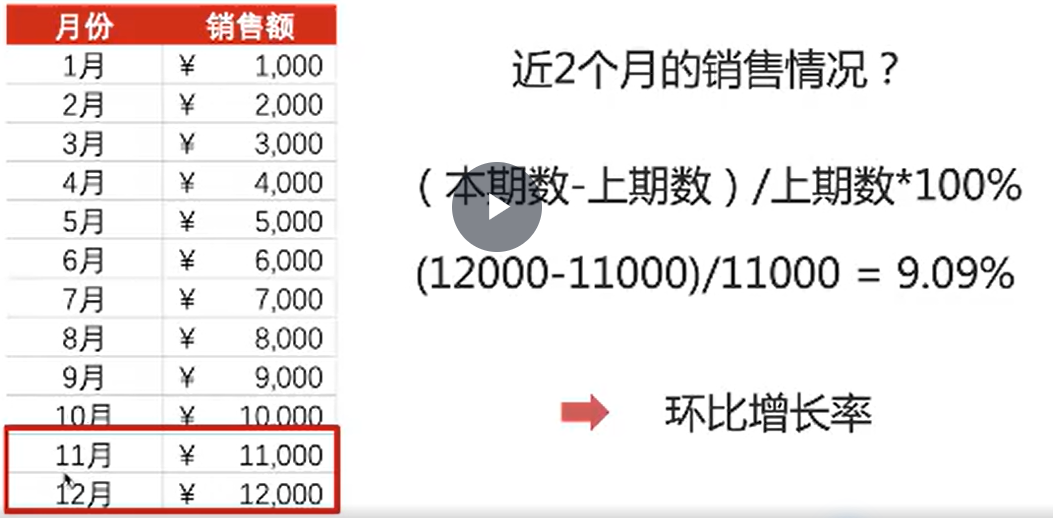 月份 销售额
1月 ¥ 1,000
2月 ¥ 2,000
3月 ¥ 3,000
4月 ¥ 4,000
5月 ¥ 5,000
6月 ¥ 6,000
7月 ¥ 7,000
8月 ¥ 8,000
9月 ¥ 9,000
10月 ¥ 10,000
11月 ¥ 11,000
12月 ¥ 12,000
近2个月的销售情况？
（本期数-上期数）/上期数*100%
(12000-11000)/11000 = 9.09%
环比增长率